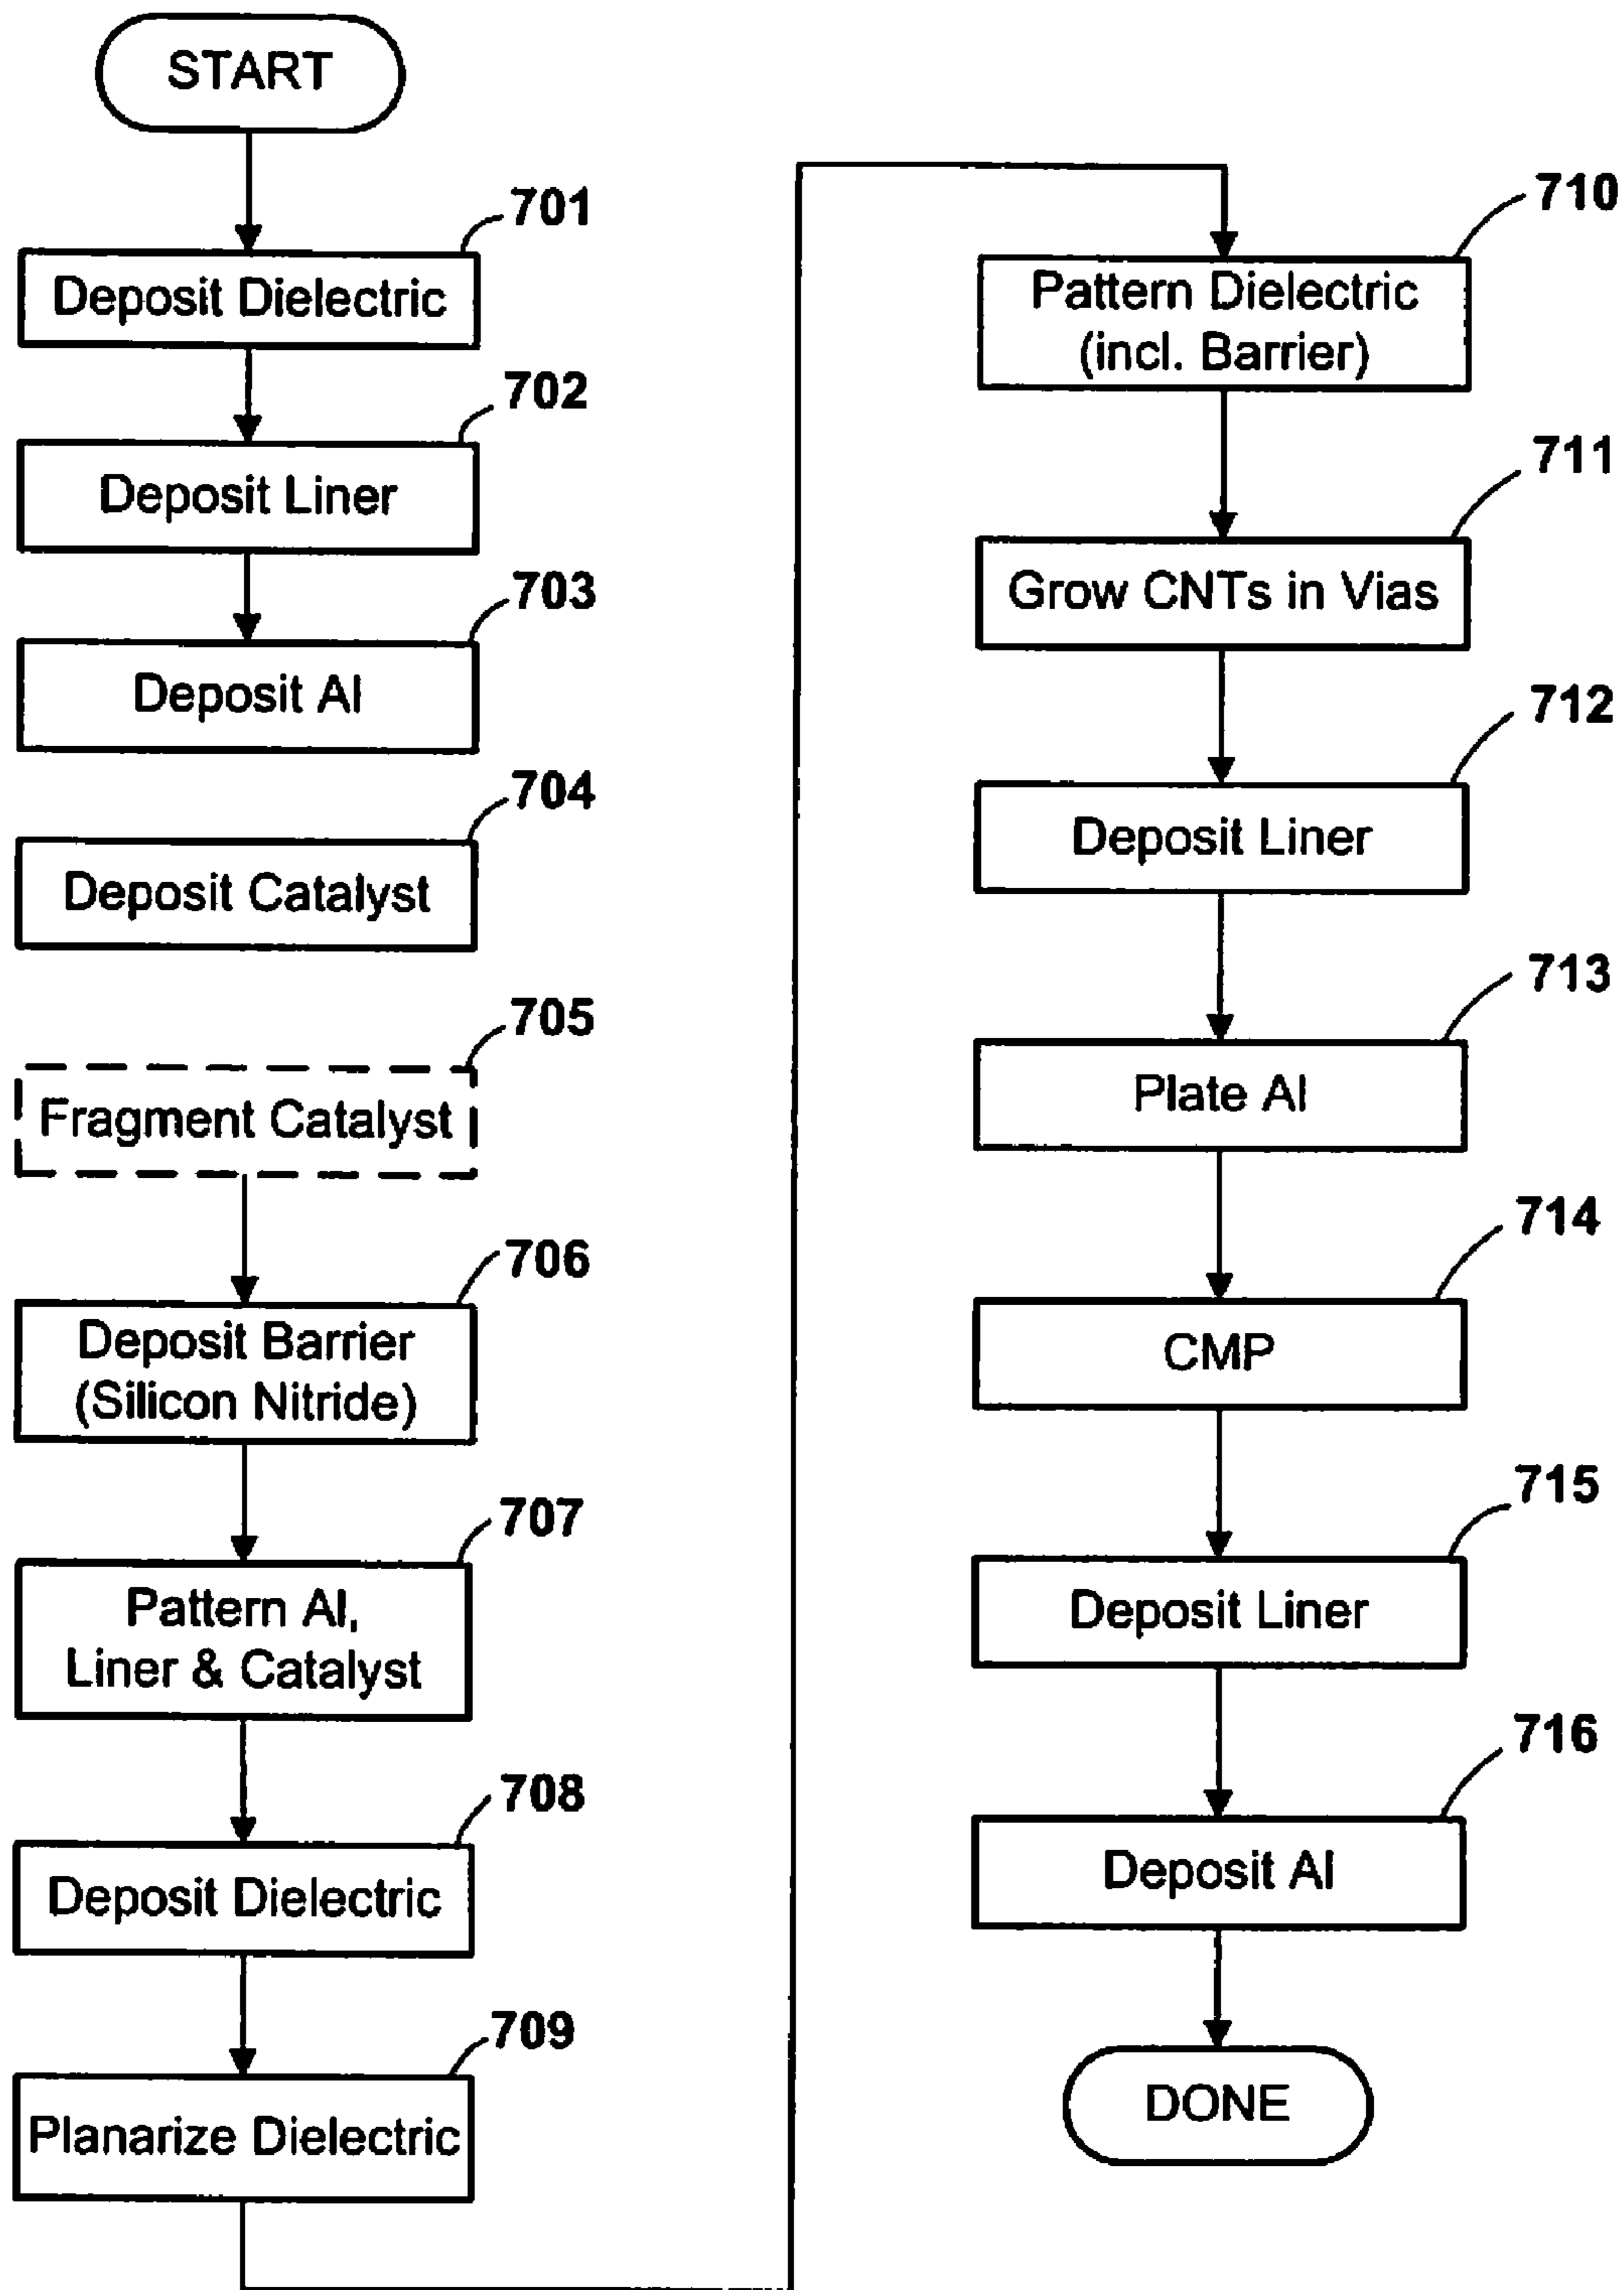 START
701
Deposit Dielectric
702
Deposit Liner
703
Deposit Al
704
Deposit Catalyst
705
Fragment Catalyst
706
Deposit Barrier
(Silicon Nitride)
707
Pattern Al,
Liner & Catalyst
708
Deposit Dielectric
709
Planarize Dielectric
710
Pattern Dielectric
(incl. Barrier)
711
Grow CNTs in Vias
712
Deposit Liner
713
Plate Al
714
CMP
715
Deposit Liner
716
Deposit Al
DONE